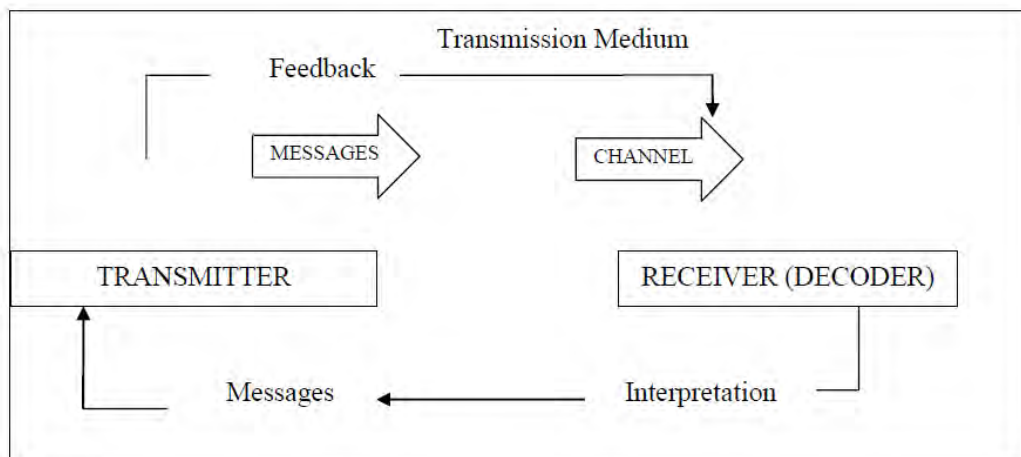 Transmission Medium
Feedback
MESSAGES
CHANNEL
TRANSMITTER
RECEIVER (DECODER)
Messages
Interpretation